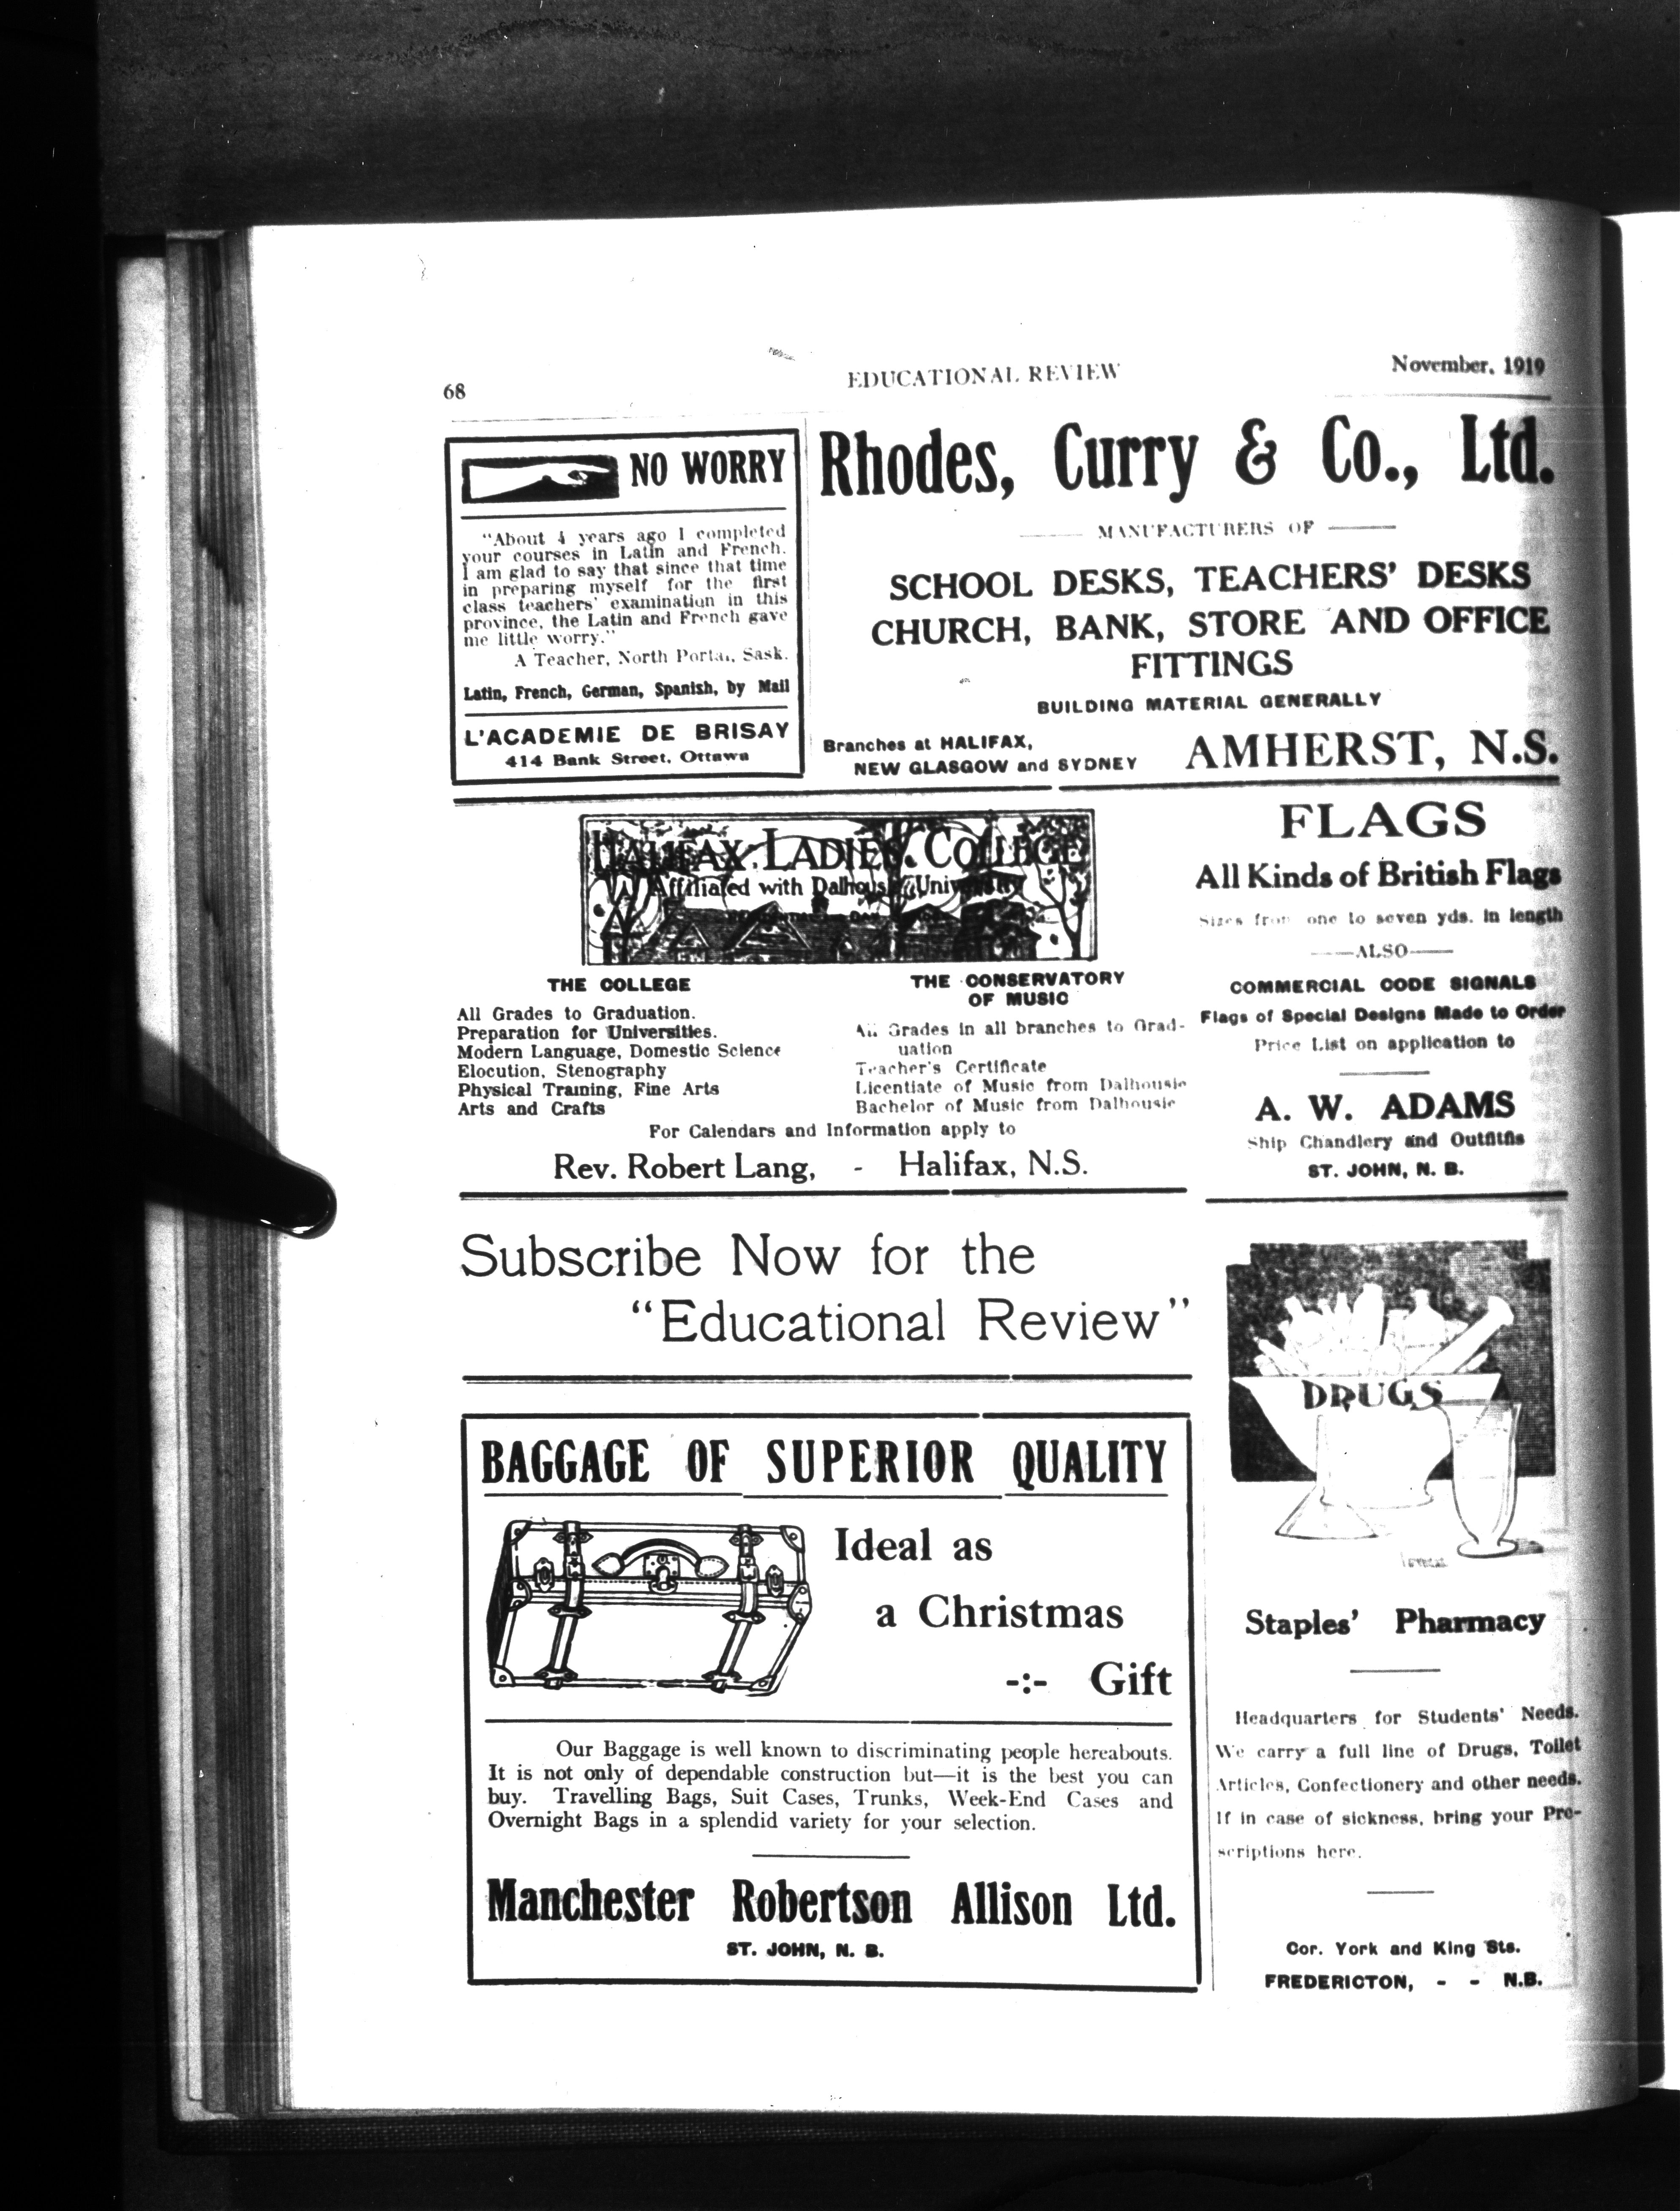 68
EDUCATIONAL REVIEW
November, 1919
NO WORRY
"About 4 years ago I completed
your courses in Latin and French.
I am glad to say that since that time
in preparing myself for the first
class teachers' examination in this
province, the Latin and French gave
me little worry."
A Teacher, North Portal, Sask.
Latin, French, German, Spanish, by Mail
L'ACADEMIE DE BRISAY
414 Bank Street, Ottawa
Rhodes, Curry & Co., Ltd.
MANUFACTURERS OF
SCHOOL DESKS, TEACHERS' DESKS
CHURCH, BANK, STORE AND OFFICE
FITTINGS
BUILDING MATERIAL GENERALLY
Branches at HALIFAX,
NEW GLASGOW and SYDNEY
AMHERST, N.S.
HALIFAX LADIES COLLEGE
Affiliated with Dalhousie University
THE COLLEGE
All Grades to Graduation.
Preparation for Universities.
Modern Language, Domestic Science
Elocution, Stenography
Physical Training, Fine Arts
Arts and Crafts
THE CONSERVATORY
OF MUSIC
All Grades in all branches to Grad-
uation
Teacher's Certificate
Licentiate of Music from Dalhousie
Bachelor of Music from Dalhousie
For Calendars and Information apply to
Rev. Robert Lang, - Halifax, N.S.
FLAGS
All Kinds of British Flags
Sizes from one to seven yds. in length
ALSO
COMMERCIAL CODE SIGNALS
Flags of Special Designs Made to Order
Price List on application to
A. W. ADAMS
Ship Chandlery and Outfitfis
ST. JOHN, N. B.
Subscribe Now for the
"Educational Review"
BAGGAGE OF SUPERIOR QUALITY
Ideal as
a Christmas
-:- Gift
Our Baggage is well known to discriminating people hereabouts.
It is not only of dependable construction but—it is the best you can
buy. Travelling Bags, Suit Cases, Trunks, Week-End Cases and
Overnight Bags in a splendid variety for your selection.
Manchester Robertson Allison Ltd.
ST. JOHN, N. B.
DRUGS
Staples' Pharmacy
Headquarters for Students' Needs.
We carry a full line of Drugs, Toilet
Articles, Confectionery and other needs.
If in case of sickness, bring your Pre-
scriptions here.
Cor. York and King Sts.
FREDERICTON, - - N.B.